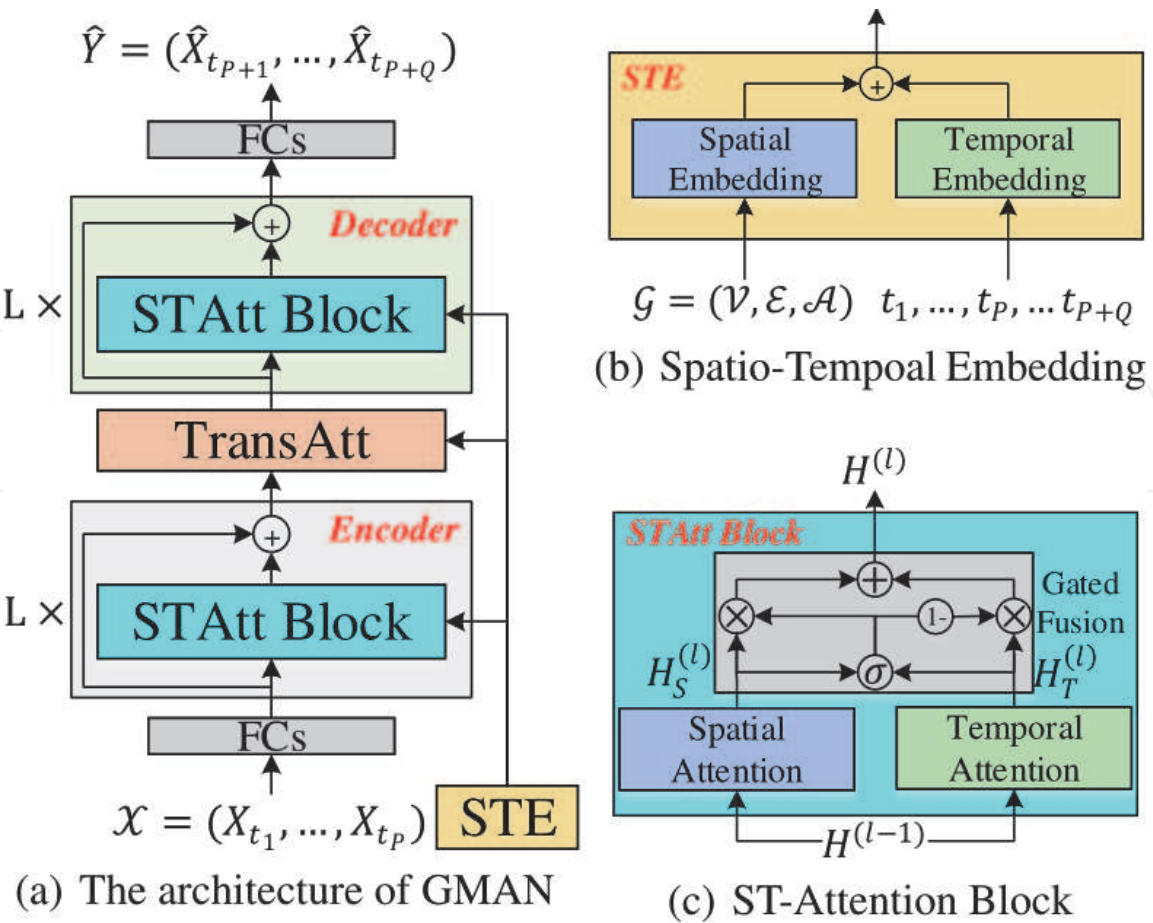 Ŷ = (X̂_{t_{P+1}}, …, X̂_{t_{P+Q}})
FCs
Decoder
+
L ×
STAtt Block
TransAtt
Encoder
+
L ×
STAtt Block
FCs
𝒳 = (X_{t_1}, …, X_{t_P})
STE
(a) The architecture of GMAN
STE
+
Spatial
Embedding
Temporal
Embedding
𝒢 = (𝒱, ℰ, 𝒜)
t_1, …, t_P, … t_{P+Q}
(b) Spatio-Tempoal Embedding
H^{(l)}
STAtt Block
+
Gated
Fusion
×
1-
×
H_S^{(l)}
σ
H_T^{(l)}
Spatial
Attention
Temporal
Attention
H^{(l-1)}
(c) ST-Attention Block